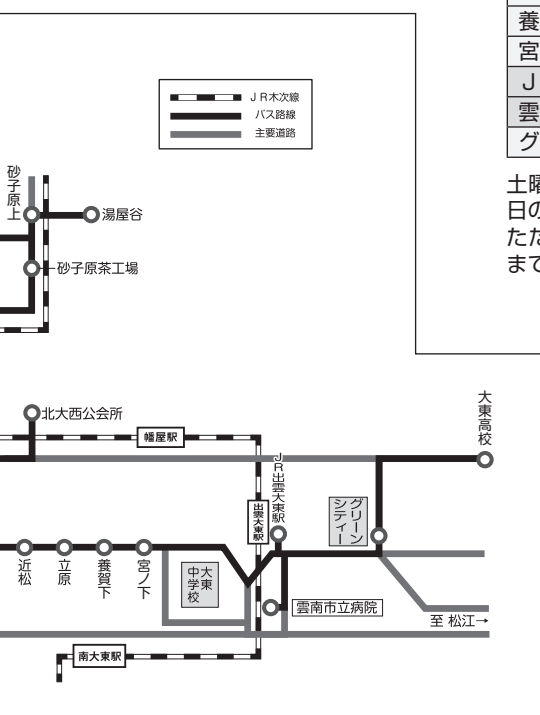 養
宮
J
雲
グ
土曜
日の
ただ
まで
JR木次線
バス路線
主要道路
砂子原上
湯屋谷
砂子原茶工場
北大西公会所
幡屋駅
大東高校
JR出雲大東駅
出雲大東駅
グリーン
シティー
近松
立原
養賀下
宮ノ下
大東
中学校
雲南市立病院
至 松江→
南大東駅